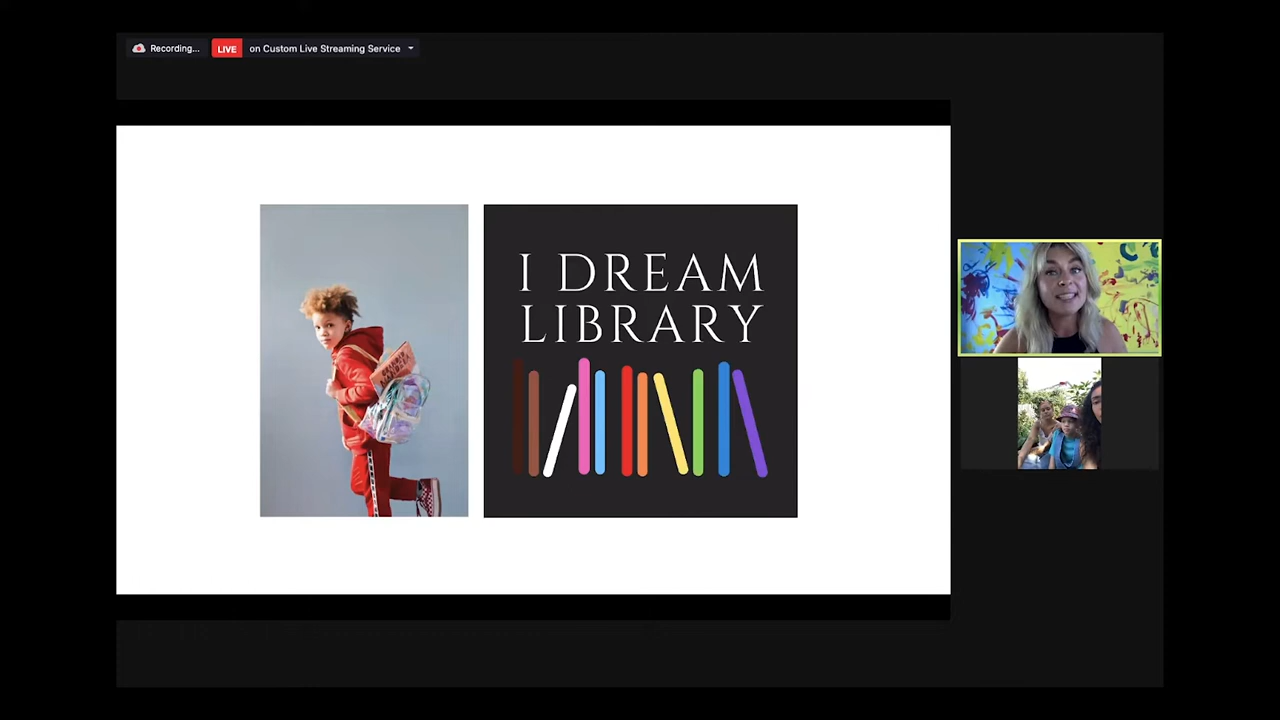 Recording...
LIVE
on Custom Live Streaming Service
I DREAM
LIBRARY